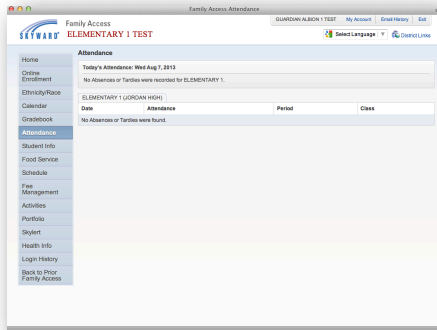 Family Access Attendance
GUARDIAN ALBION 1 TEST My Account Email History Exit
SKYWARD®
Family Access
ELEMENTARY 1 TEST
Select Language ▼
District Links
Home
Online
Enrollment
Ethnicity/Race
Calendar
Gradebook
Attendance
Student Info
Food Service
Schedule
Fee
Management
Activities
Portfolio
Skylert
Health Info
Login History
Back to Prior
Family Access
Attendance
Today's Attendance: Wed Aug 7, 2013
No Absences or Tardies were recorded for ELEMENTARY 1.
ELEMENTARY 1 (JORDAN HIGH)
Date Attendance Period Class
No Absences or Tardies were found.